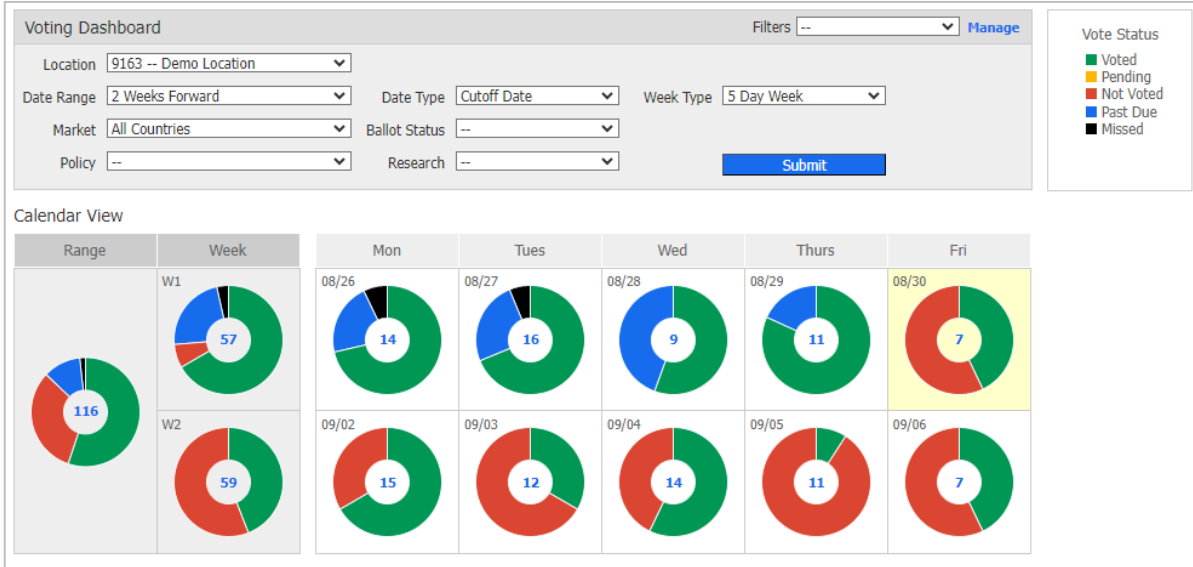 Voting Dashboard Filters -- Manage
Location 9163 -- Demo Location
Date Range 2 Weeks Forward Date Type Cutoff Date Week Type 5 Day Week
Market All Countries Ballot Status --
Policy -- Research -- Submit
Vote Status
Voted
Pending
Not Voted
Past Due
Missed
Calendar View
Range Week Mon Tues Wed Thurs Fri
W1 08/26 08/27 08/28 08/29 08/30
57 14 16 9 11 7
116
W2 09/02 09/03 09/04 09/05 09/06
59 15 12 14 11 7